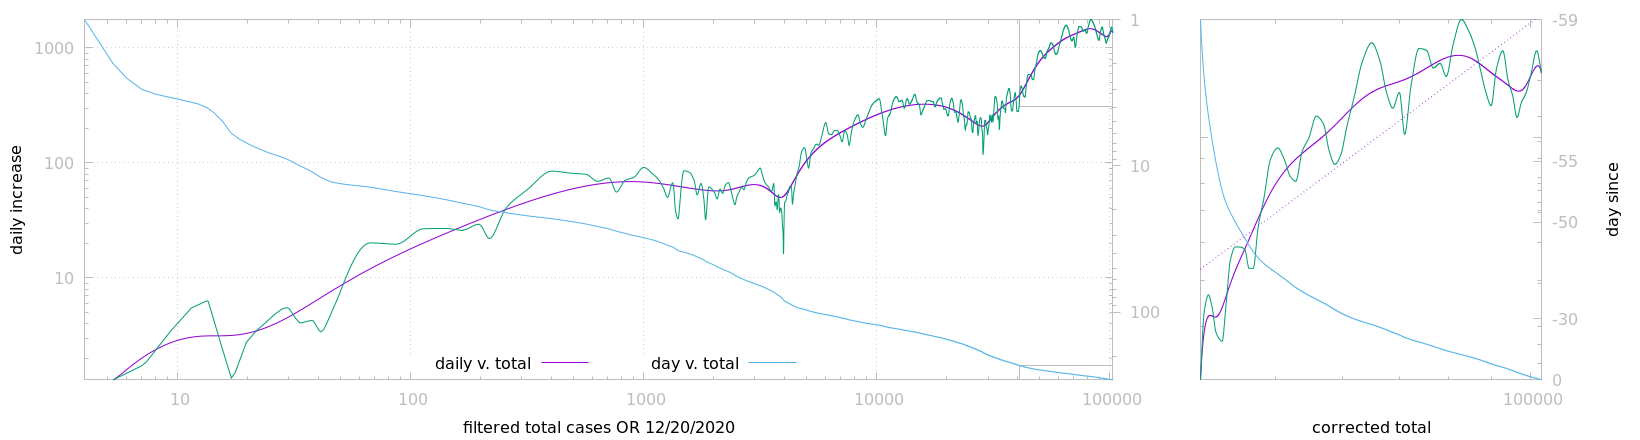 1000
100
10
daily increase
10
100
1000
10000
100000
filtered total cases OR 12/20/2020
daily v. total
day v. total
1
10
100
-59
-55
-50
-30
0
day since
100000
corrected total